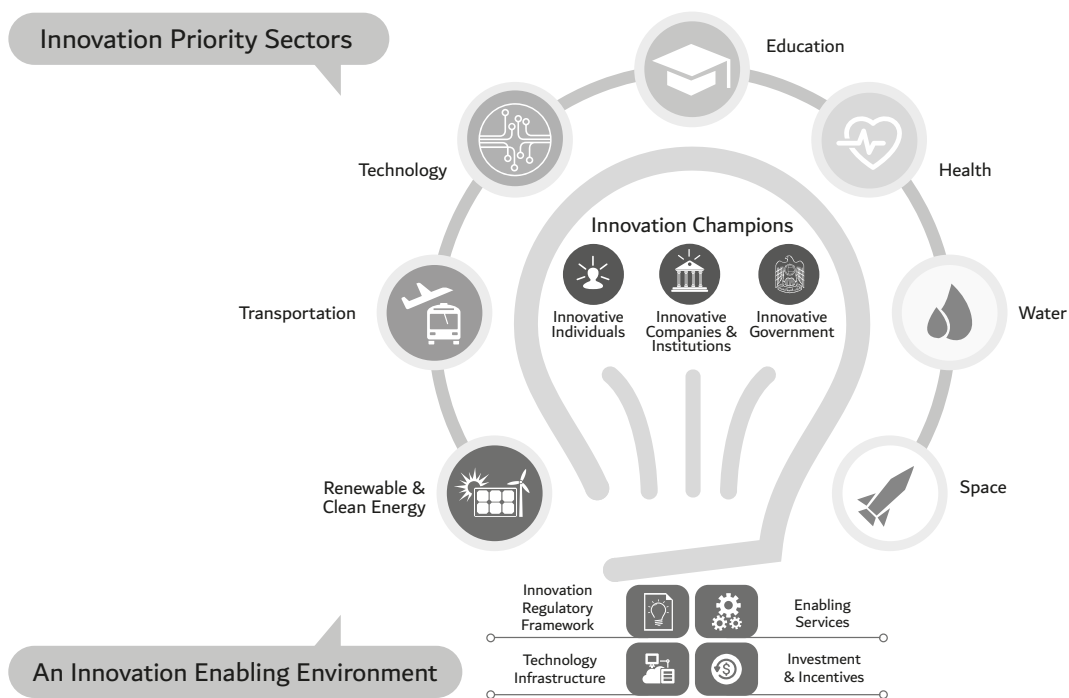 Innovation Priority Sectors
Education
Technology
Health
Innovation Champions
Innovative
Individuals
Innovative
Companies &
Institutions
Innovative
Government
Transportation
Water
Renewable &
Clean Energy
Space
Innovation
Regulatory
Framework
Enabling
Services
An Innovation Enabling Environment
Technology
Infrastructure
$
Investment
& Incentives